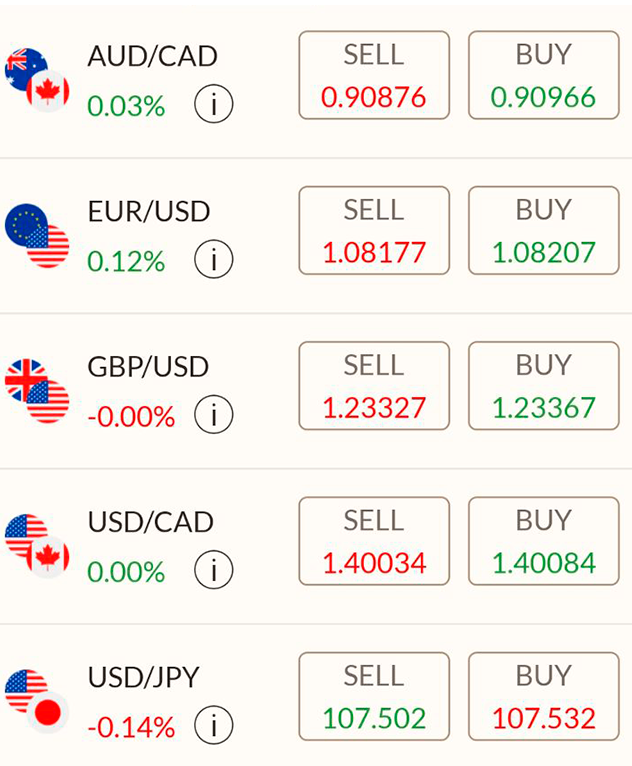 AUD/CAD SELL BUY
0.03% i 0.90876 0.90966
EUR/USD SELL BUY
0.12% i 1.08177 1.08207
GBP/USD SELL BUY
-0.00% i 1.23327 1.23367
USD/CAD SELL BUY
0.00% i 1.40034 1.40084
USD/JPY SELL BUY
-0.14% i 107.502 107.532